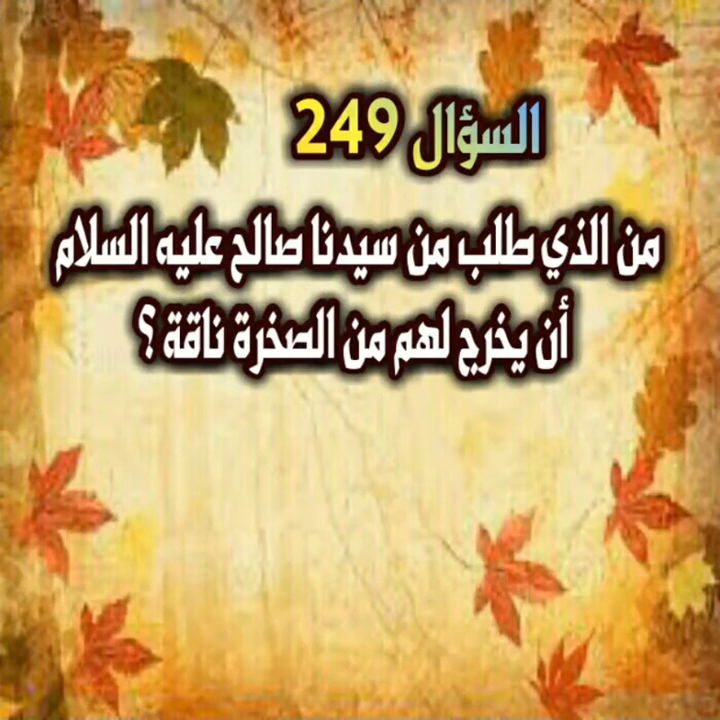 السؤال 249
من الذي طلب من سيدنا صالح عليه السلام
أن يخرج لهم من الصخرة ناقة ؟